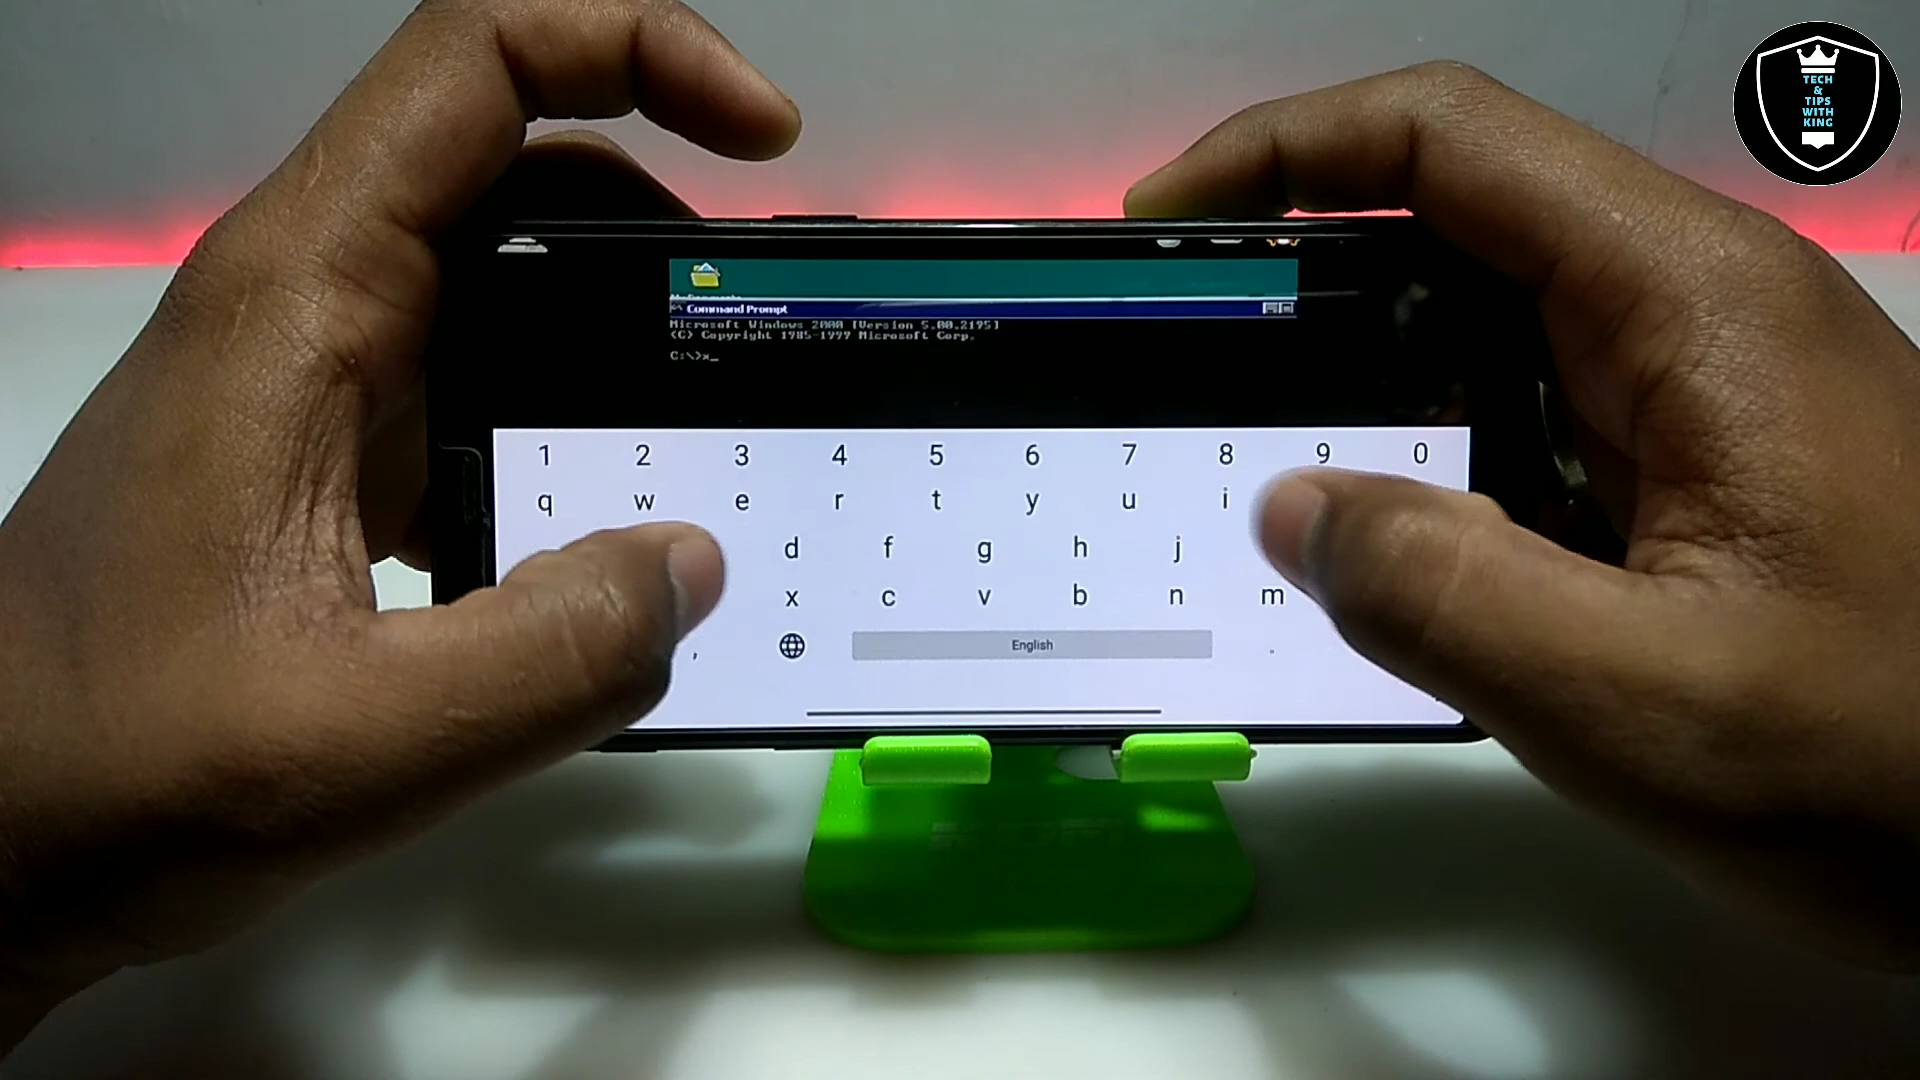 TECH
&
TIPS
WITH
KING
Command Prompt
Microsoft Windows 2000 [Version 5.00.2195]
(C) Copyright 1985-1999 Microsoft Corp.
C:\>x_
1 2 3 4 5 6 7 8 9 0
q w e r t y u i
d f g h j
x c v b n m
, English .